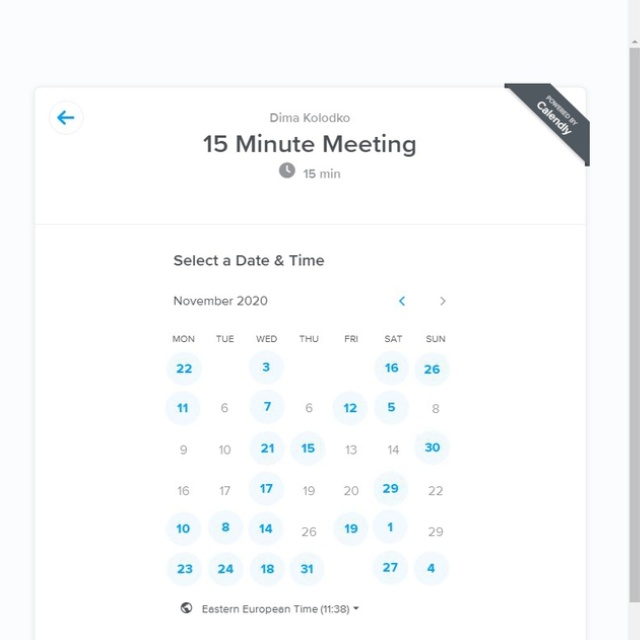 POWERED BY
Calendly
Dima Kolodko
15 Minute Meeting
15 min
Select a Date & Time
November 2020
MON TUE WED THU FRI SAT SUN
22 3 16 26
11 6 7 6 12 5 8
9 10 21 15 13 14 30
16 17 17 19 20 29 22
10 8 14 26 19 1 29
23 24 18 31 27 4
Eastern European Time (11:38)